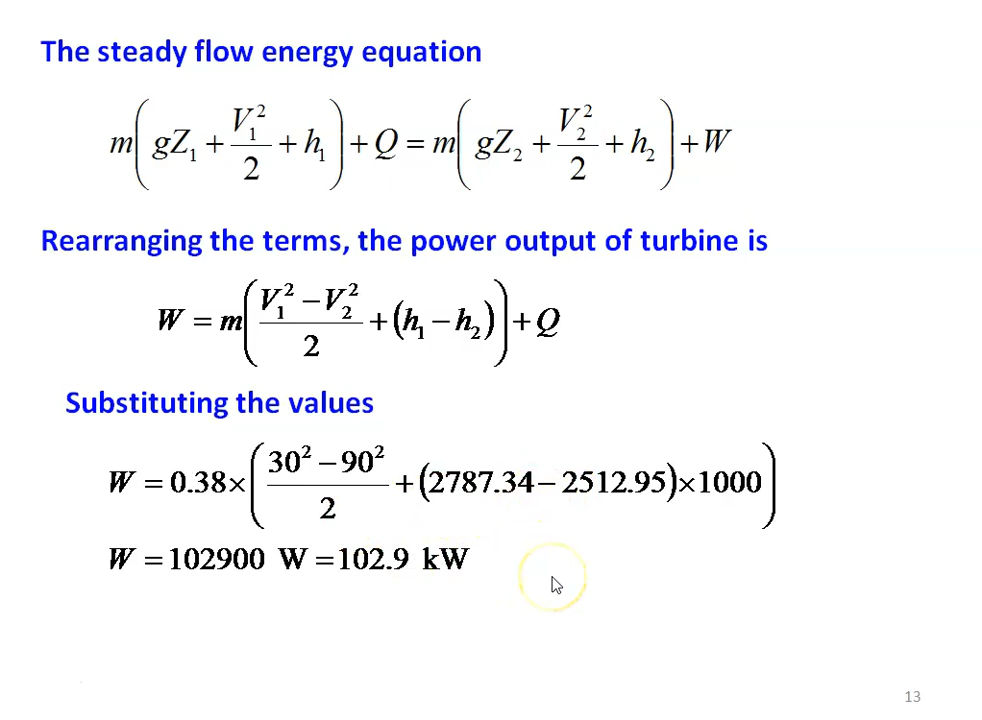 The steady flow energy equation
m(gZ₁ + V₁²/2 + h₁) + Q = m(gZ₂ + V₂²/2 + h₂) + W
Rearranging the terms, the power output of turbine is
W = m((V₁² − V₂²)/2 + (h₁ − h₂)) + Q
Substituting the values
W = 0.38×((30² − 90²)/2 + (2787.34 − 2512.95)×1000)
W = 102900 W = 102.9 kW
13